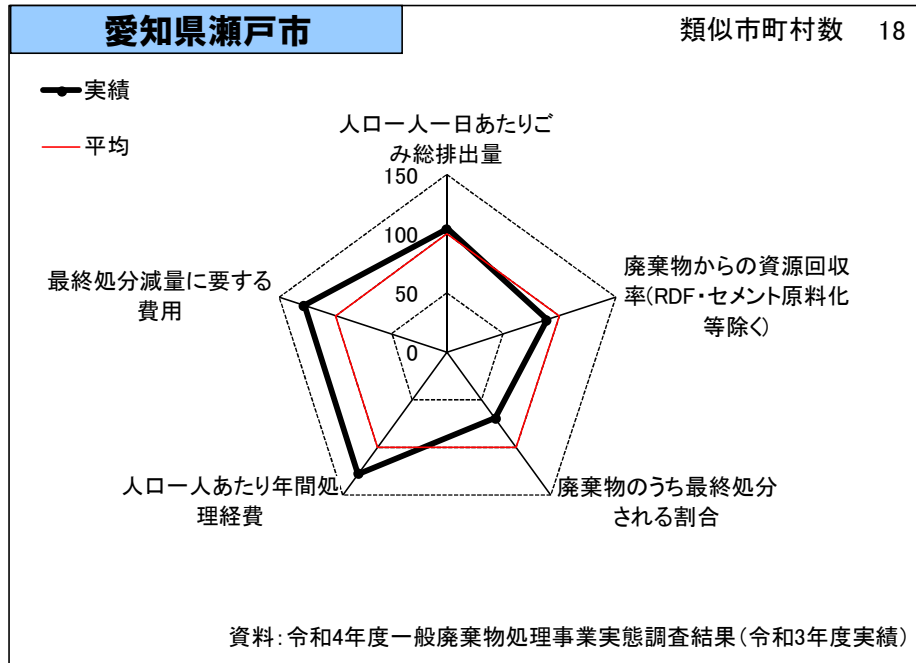 愛知県瀬戸市
類似市町村数 18
実績
平均
人口一人一日あたりご
み総排出量
150
100
50
0
廃棄物からの資源回収
率(RDF・セメント原料化
等除く)
廃棄物のうち最終処分
される割合
人口一人あたり年間処
理経費
最終処分減量に要する
費用
資料:令和4年度一般廃棄物処理事業実態調査結果(令和3年度実績)